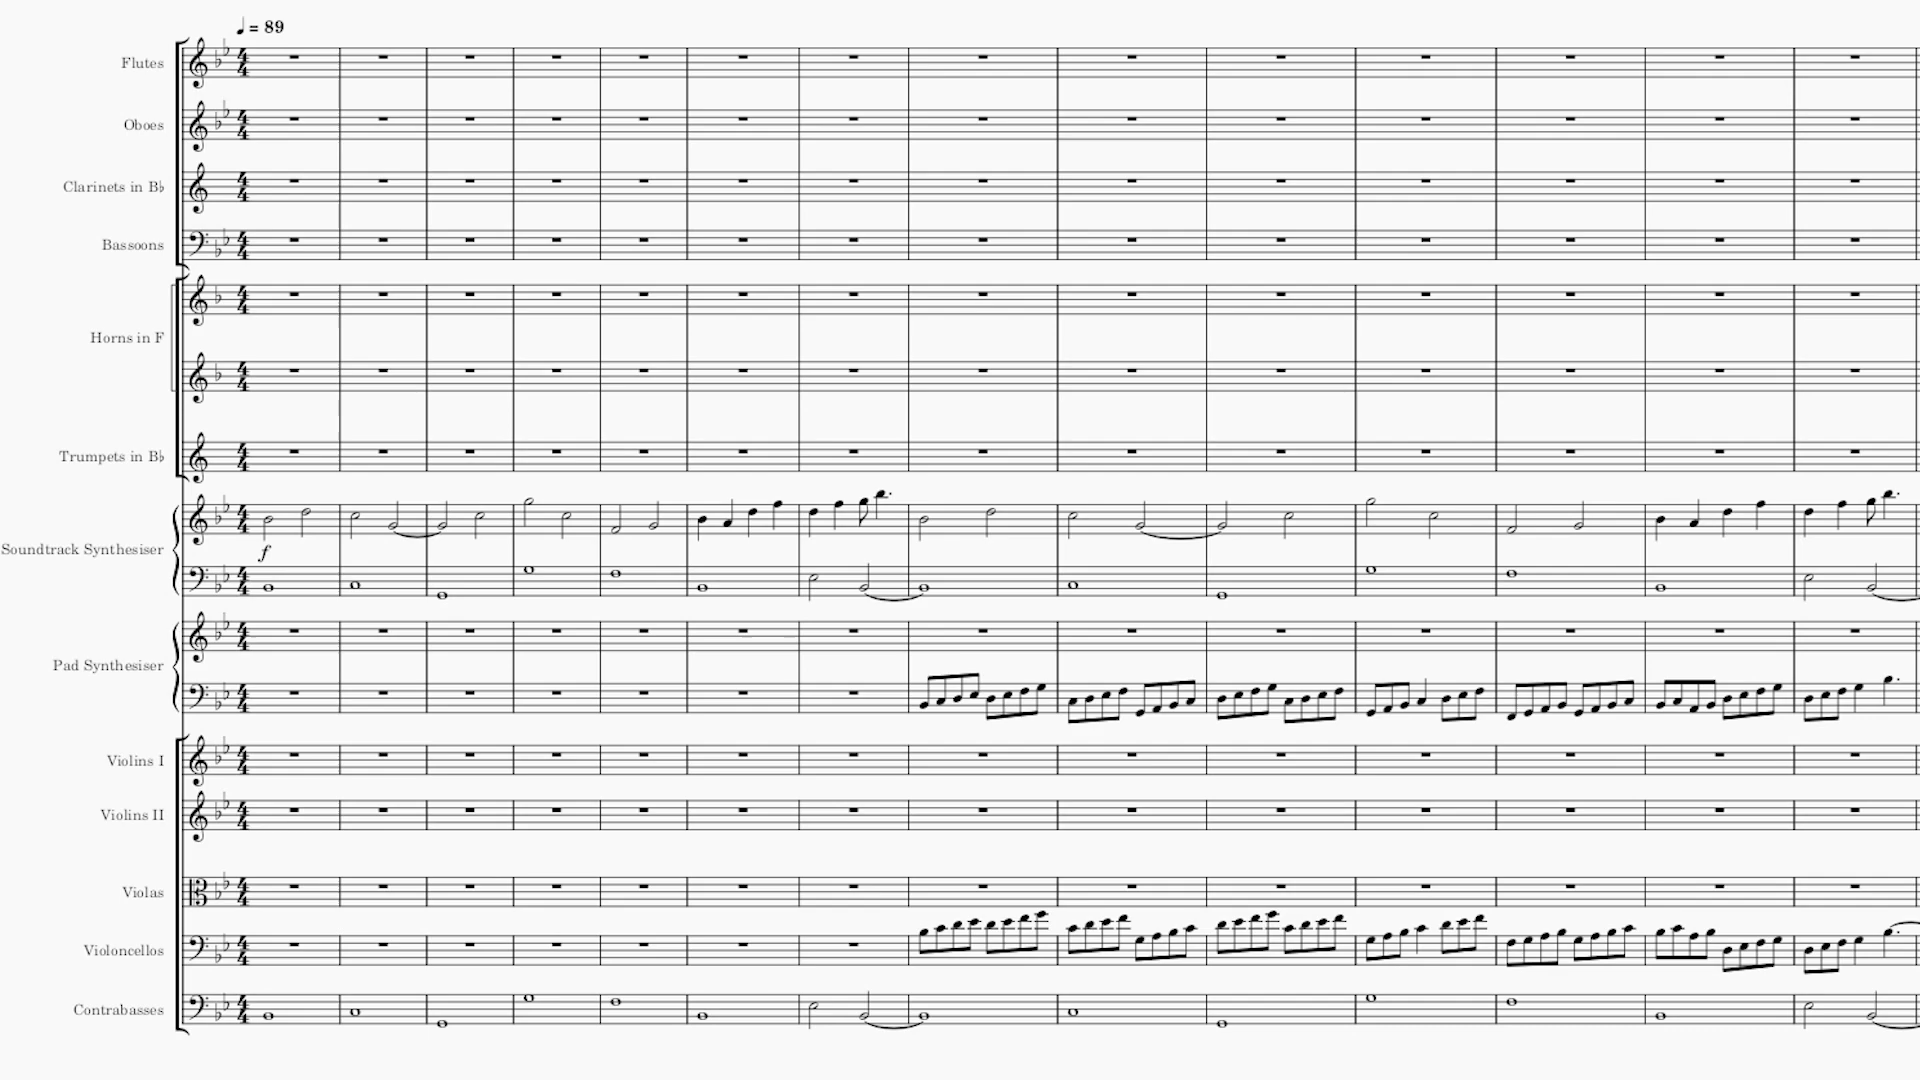 ♩ = 89
Flutes
Oboes
Clarinets in B♭
Bassoons
Horns in F
Trumpets in B♭
f
Soundtrack Synthesiser
Pad Synthesiser
Violins I
Violins II
Violas
Violoncellos
Contrabasses